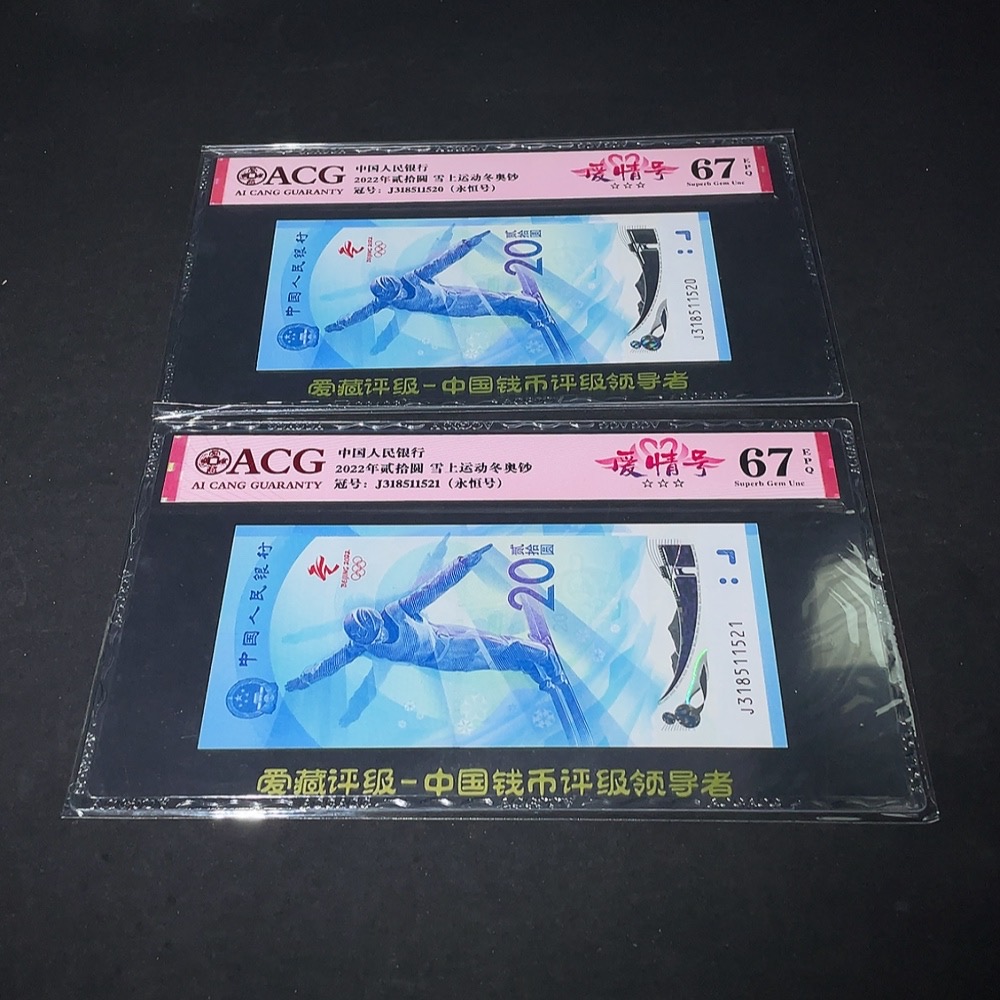 ACG
AI CANG GUARANTY
中国人民银行
2022年贰拾圆 雪上运动冬奥钞
冠号：J318511520（永恒号）
爱情号
☆☆☆
67
Superb Gem Unc
中国人民银行
BEIJING 2022
贰拾圆
20
J318511520
爱藏评级－中国钱币评级领导者
ACG
AI CANG GUARANTY
中国人民银行
2022年贰拾圆 雪上运动冬奥钞
冠号：J318511521（永恒号）
爱情号
☆☆☆
67
EPQ
Superb Gem Unc
中国人民银行
BEIJING 2022
贰拾圆
20
J318511521
爱藏评级－中国钱币评级领导者